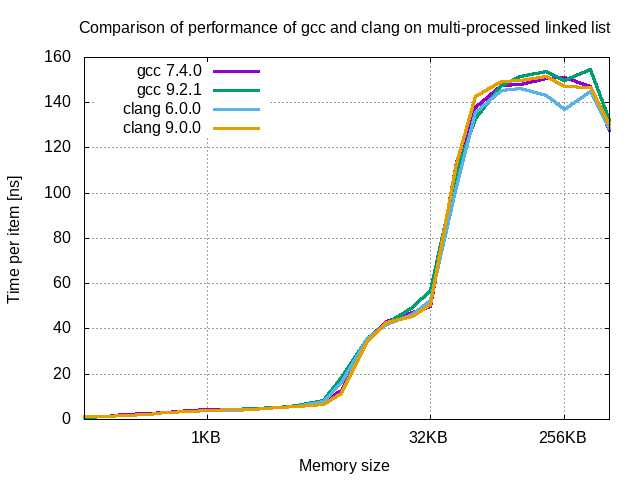 Comparison of performance of gcc and clang on multi-processed linked list
160
140
120
100
80
60
40
20
0
gcc 7.4.0
gcc 9.2.1
clang 6.0.0
clang 9.0.0
Time per item [ns]
1KB 32KB 256KB
Memory size